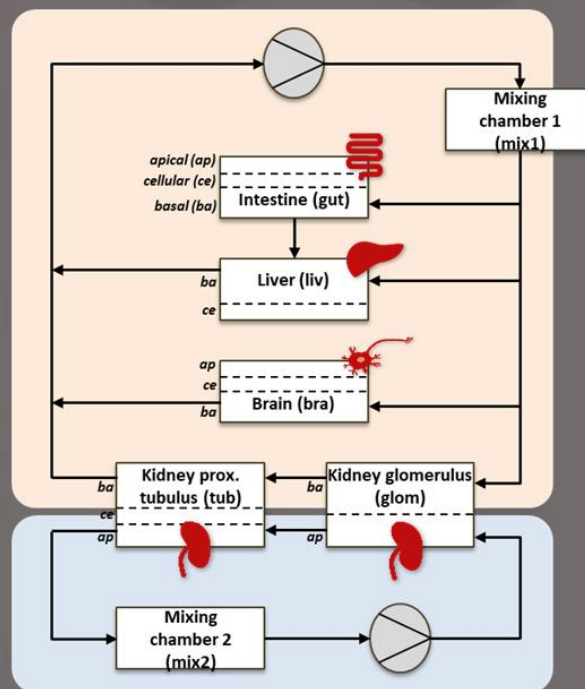 Mixing
chamber 1
(mix1)
apical (ap)
cellular (ce)
basal (ba)
Intestine (gut)
Liver (liv)
ba
ce
ap
ce
ba
Brain (bra)
Kidney prox.
tubulus (tub)
ba
ce
ap
Kidney glomerulus
(glom)
ba
ap
Mixing
chamber 2
(mix2)